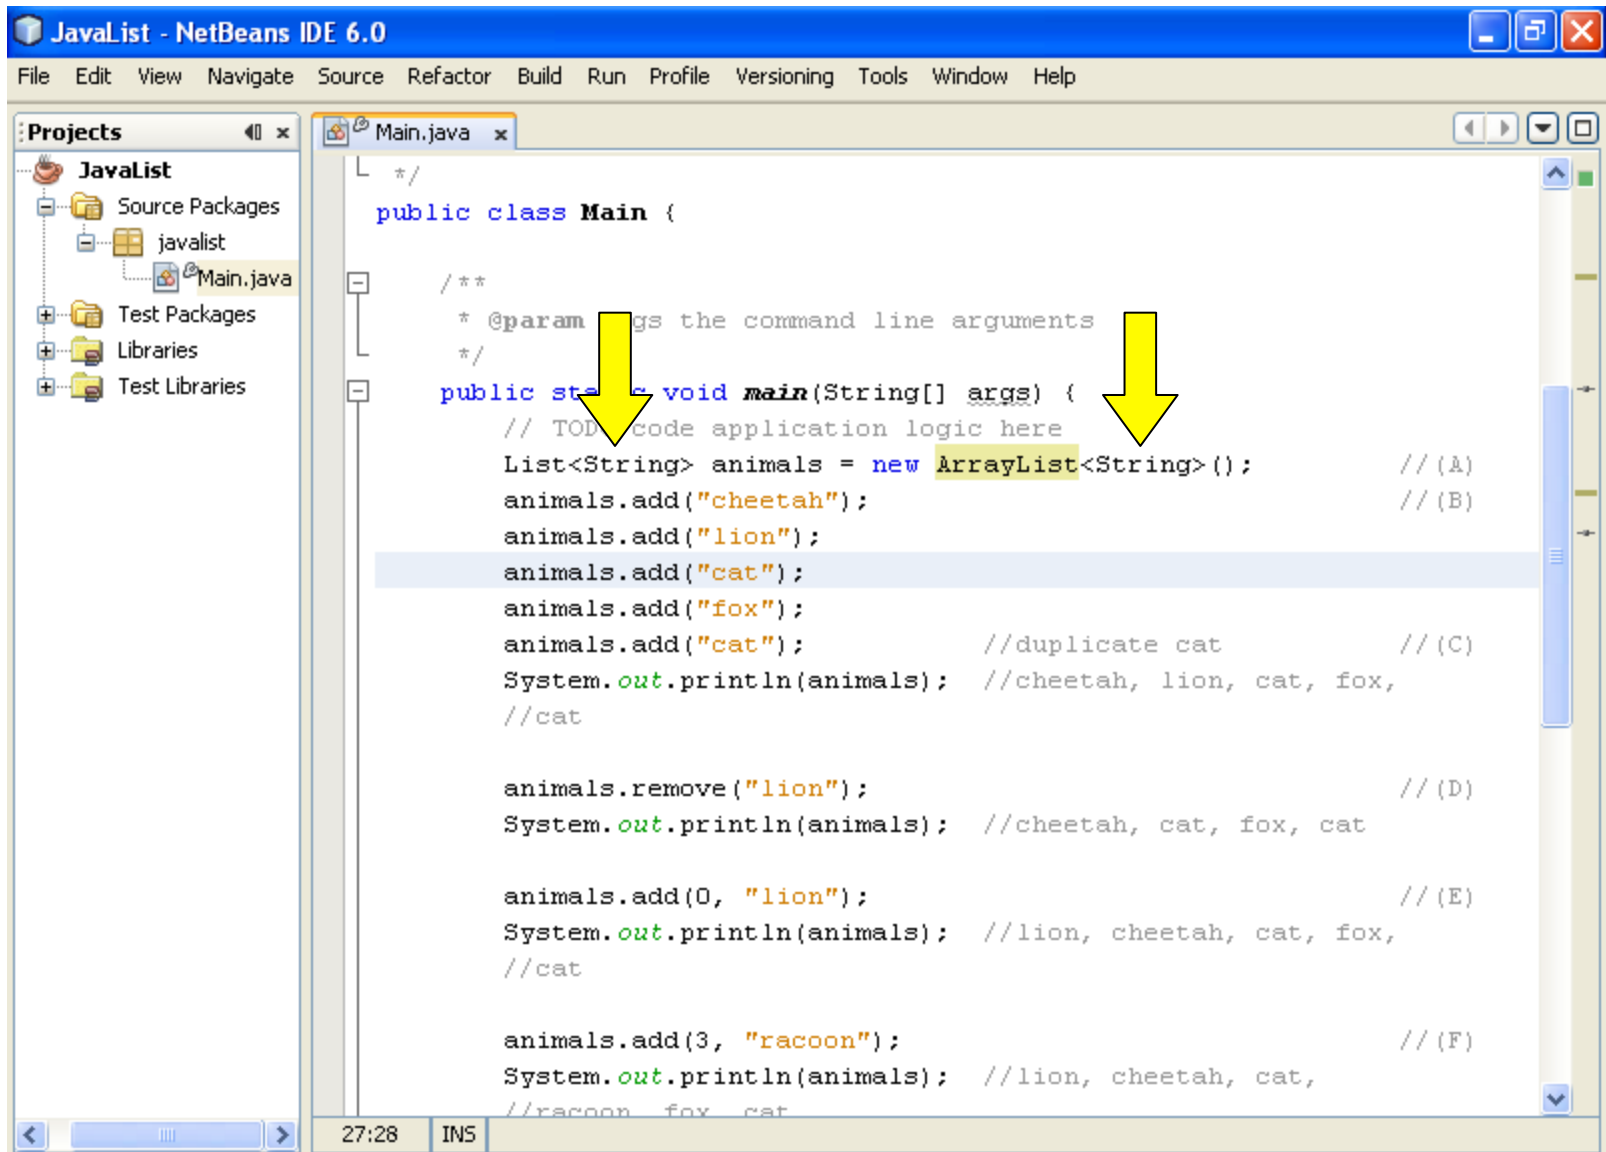 JavaList - NetBeans IDE 6.0
File Edit View Navigate Source Refactor Build Run Profile Versioning Tools Window Help
Projects
JavaList
Source Packages
javalist
Main.java
Test Packages
Libraries
Test Libraries
Main.java
*/
public class Main {
/**
* @param gs the command line arguments
*/
public st c void main(String[] args) {
// TOD code application logic here
List<String> animals = new ArrayList<String>(); //(A)
animals.add("cheetah"); //(B)
animals.add("lion");
animals.add("cat");
animals.add("fox");
animals.add("cat"); //duplicate cat //(C)
System.out.println(animals); //cheetah, lion, cat, fox,
//cat
animals.remove("lion"); //(D)
System.out.println(animals); //cheetah, cat, fox, cat
animals.add(0, "lion"); //(E)
System.out.println(animals); //lion, cheetah, cat, fox,
//cat
animals.add(3, "racoon"); //(F)
System.out.println(animals); //lion, cheetah, cat,
//racoon, fox, cat
27:28 INS